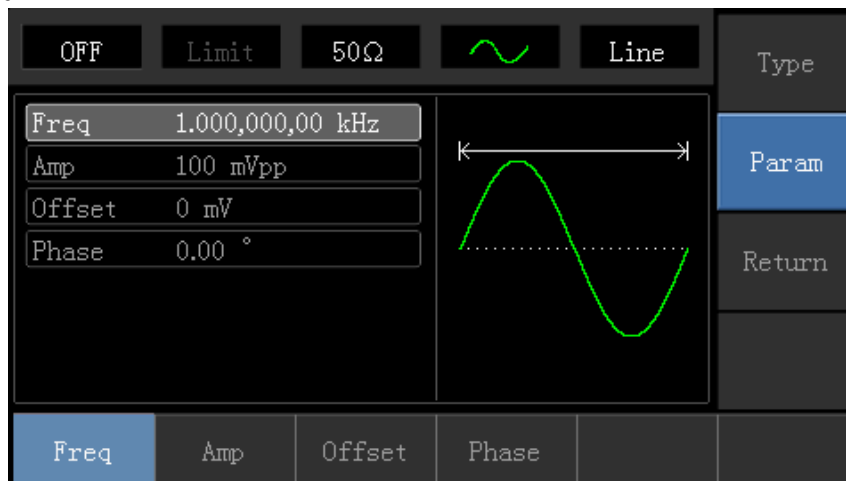 OFF Limit 50Ω Line
Type
Freq 1.000,000,00 kHz
Amp 100 mVpp
Offset 0 mV
Phase 0.00 °
Param
Return
Freq Amp Offset Phase